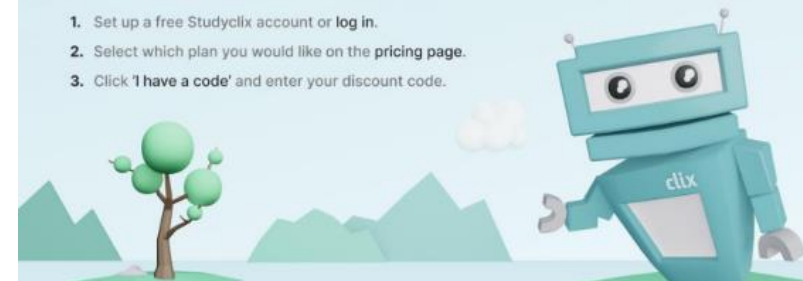 1. Set up a free Studyclix account or log in.
2. Select which plan you would like on the pricing page.
3. Click 'I have a code' and enter your discount code.
clix